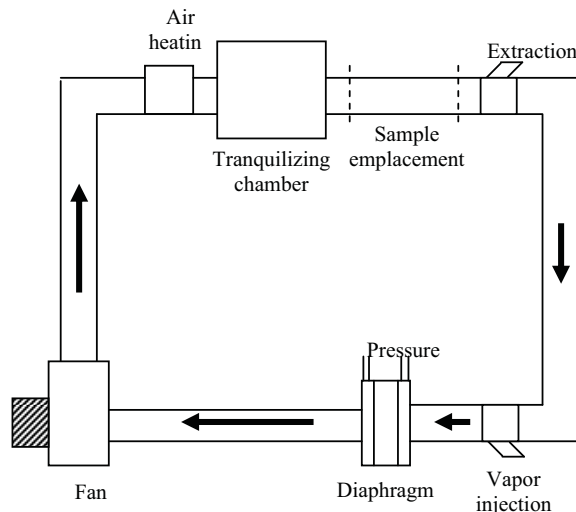 Air
heatin
Extraction
Tranquilizing
chamber
Sample
emplacement
Pressure
Fan
Diaphragm
Vapor
injection